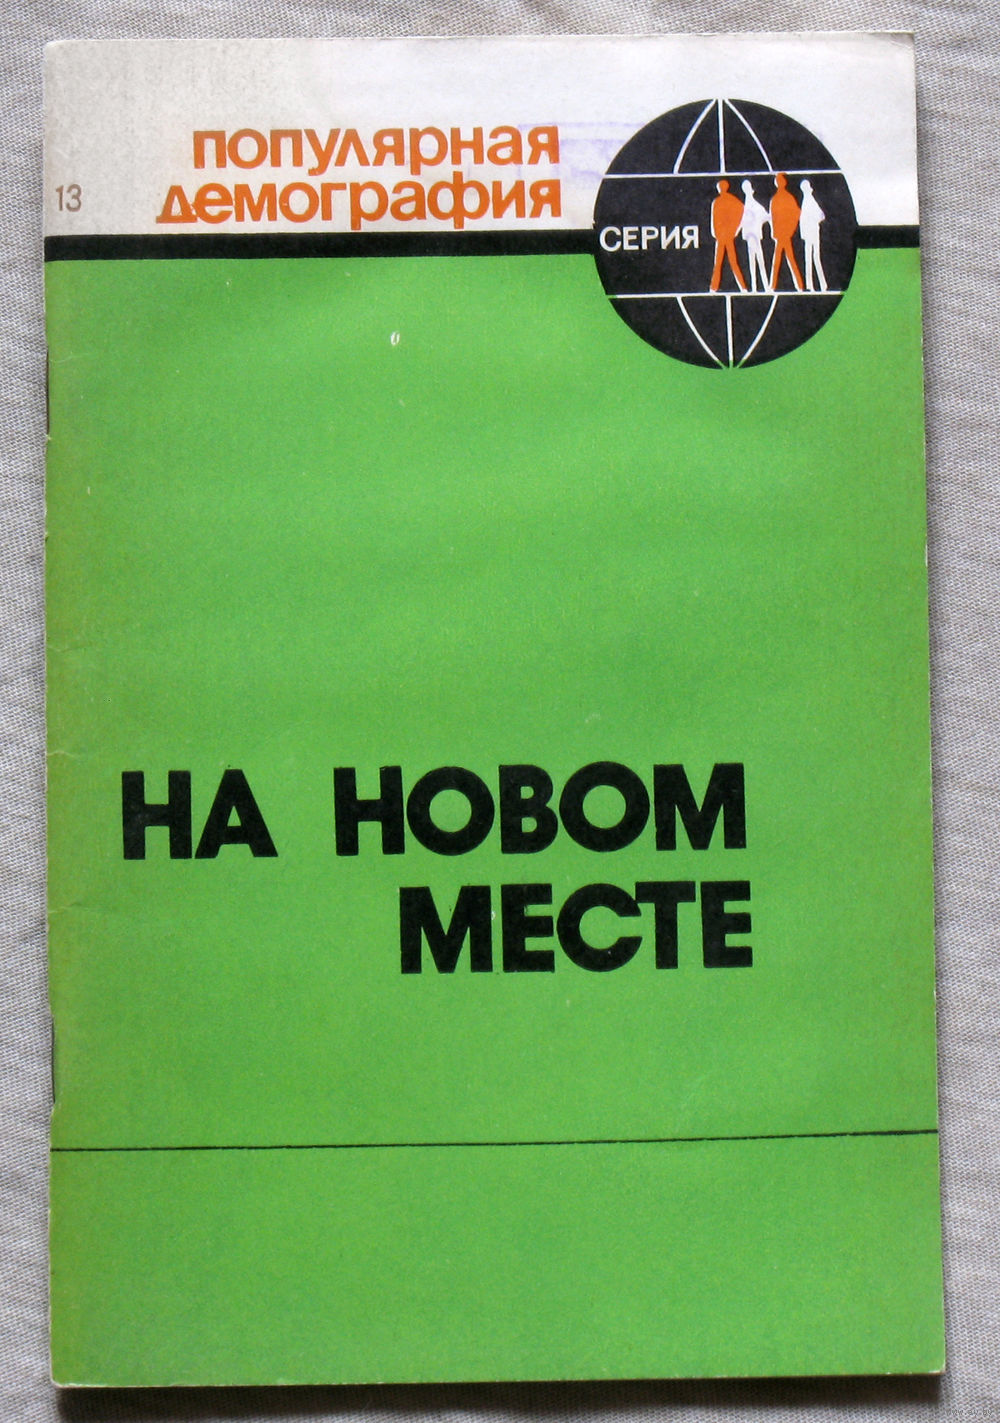 популярная
13
демография
СЕРИЯ
НА НОВОМ
МЕСТЕ